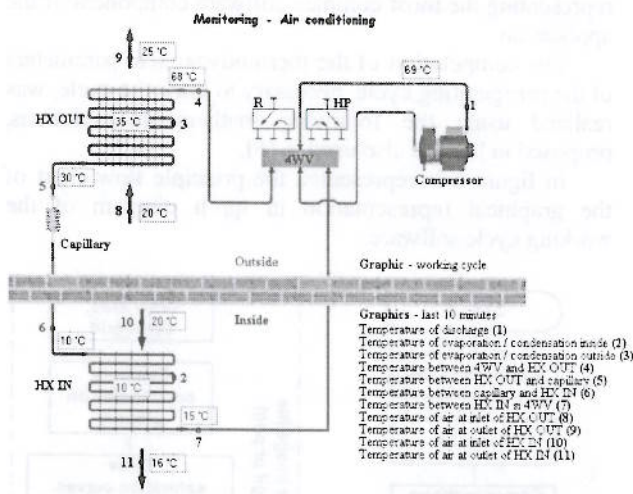 Monitoring - Air conditioning
9
25 °C
68 °C
4
69 °C
1
R
HP
HX OUT
35 °C
3
4WV
Compressor
5
30 °C
8
20 °C
Capillary
Outside
Graphic - working cycle
Inside
6
10 °C
10
20 °C
HX IN
10 °C
2
15 °C
7
11
16 °C
Graphics - last 10 minutes
Temperature of discharge (1)
Temperature of evaporation / condensation inside (2)
Temperature of evaporation / condensation outside (3)
Temperature between 4WV and HX OUT (4)
Temperature between HX OUT and capillary (5)
Temperature between capillary and HX IN (6)
Temperature between HX IN si 4WV (7)
Temperature of air at inlet of HX OUT (8)
Temperature of air at outlet of HX OUT (9)
Temperature of air at inlet of HX IN (10)
Temperature of air at outlet of HX IN (11)